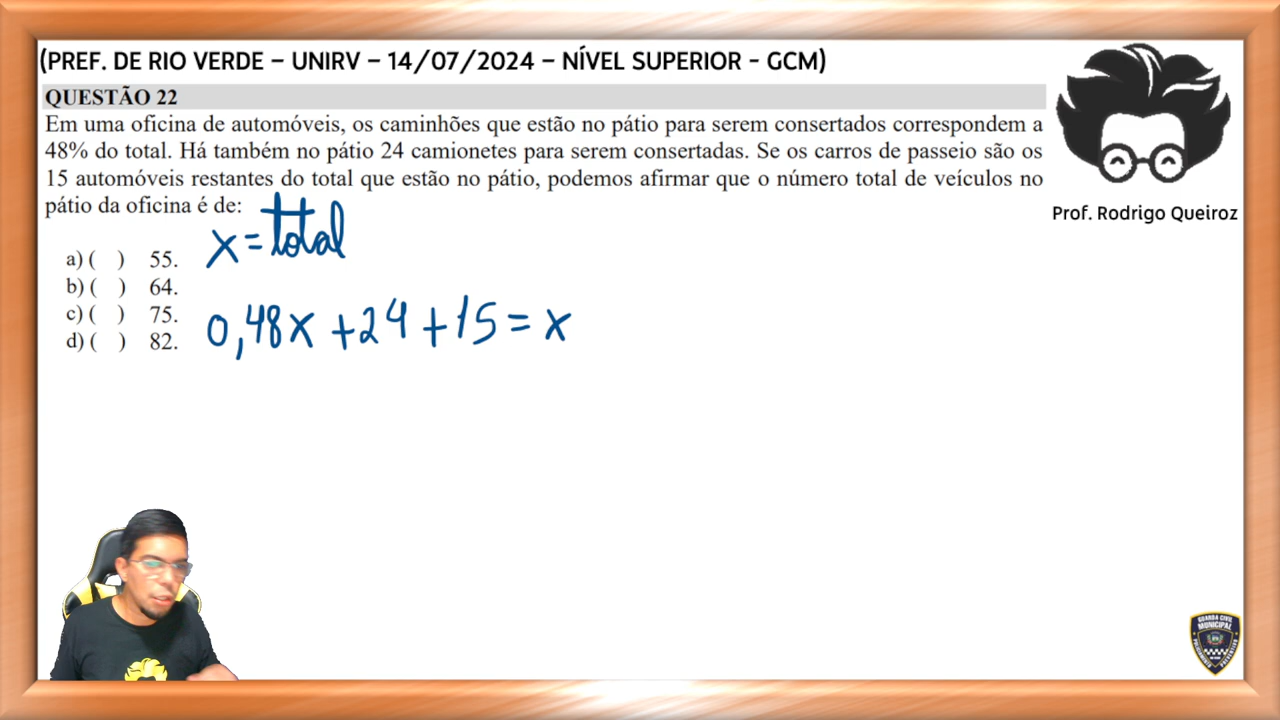 (PREF. DE RIO VERDE – UNIRV – 14/07/2024 – NÍVEL SUPERIOR - GCM)
QUESTÃO 22
Em uma oficina de automóveis, os caminhões que estão no pátio para serem consertados correspondem a
48% do total. Há também no pátio 24 camionetes para serem consertadas. Se os carros de passeio são os
15 automóveis restantes do total que estão no pátio, podemos afirmar que o número total de veículos no
pátio da oficina é de:
Prof. Rodrigo Queiroz
x = total
a) ( ) 55.
b) ( ) 64.
c) ( ) 75.
d) ( ) 82.
0,48x + 24 + 15 = x
GUARDA CIVIL
MUNICIPAL